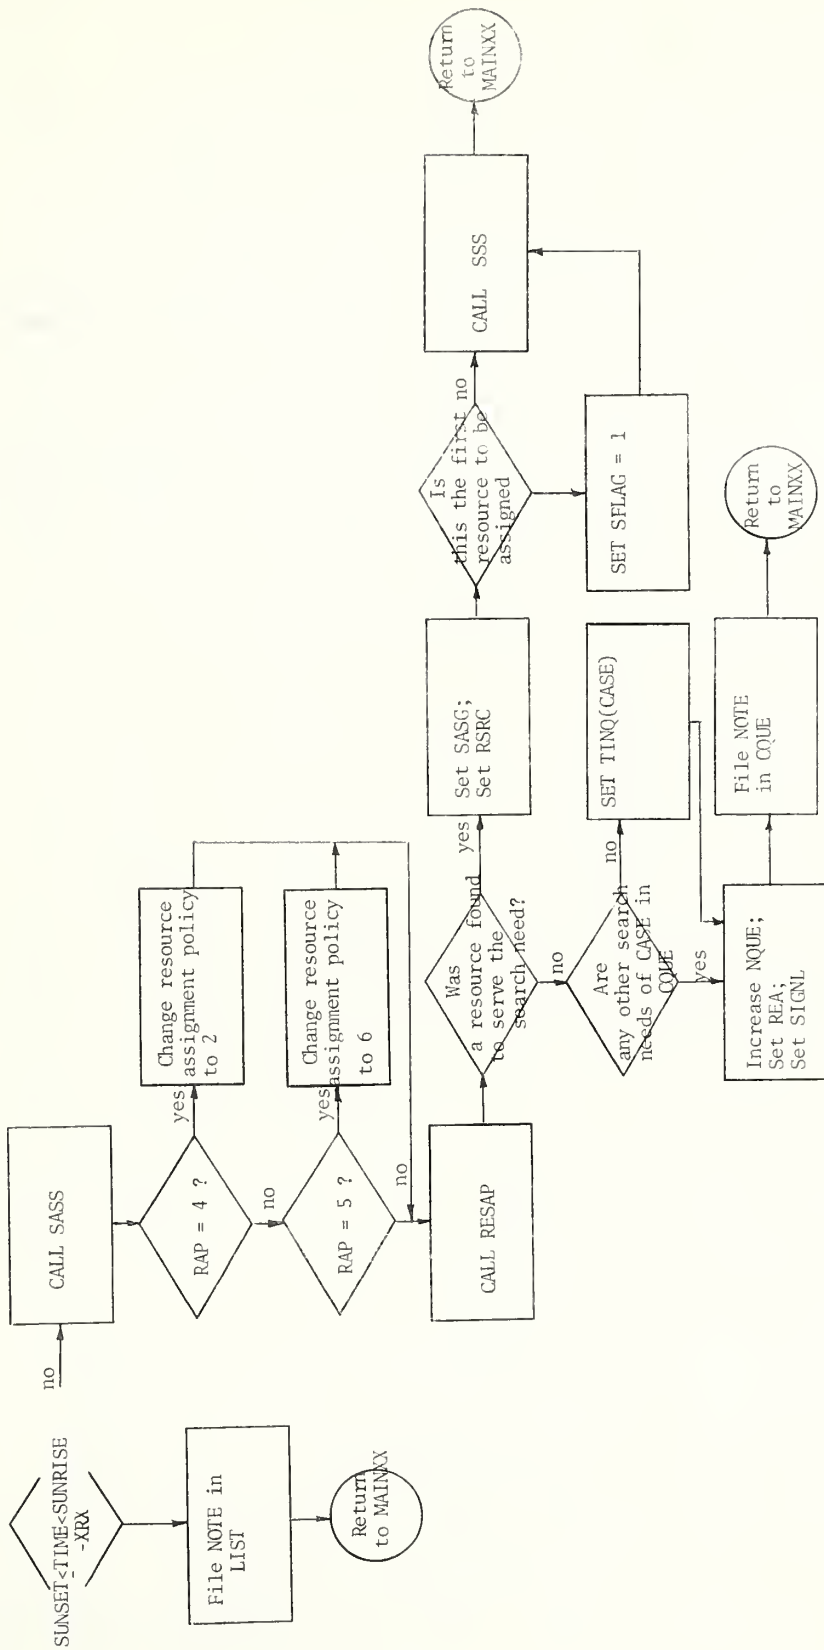 SUNSET≤TIME<SUNRISE
-XRX
no
File NOTE in
LIST
Return
to MAINXX
CALL SASS
RAP = 4 ?
yes
Change resource
assignment policy
to 2
no
RAP = 5 ?
yes
Change resource
assignment policy
to 6
no
CALL RESAP
Was
a resource found
to serve the
search need?
yes
Set SASG;
Set RSRC
no
Are
any other search
needs of CASE in
CQUE
no
SET TINQ(CASE)
yes
Increase NQUE;
Set REA;
Set SIGNL
File NOTE
in CQUE
Return
to
MAINXX
Is
this the first
resource to be
assigned
no
SET SFLAG = 1
CALL SSS
Return
to
MAINXX